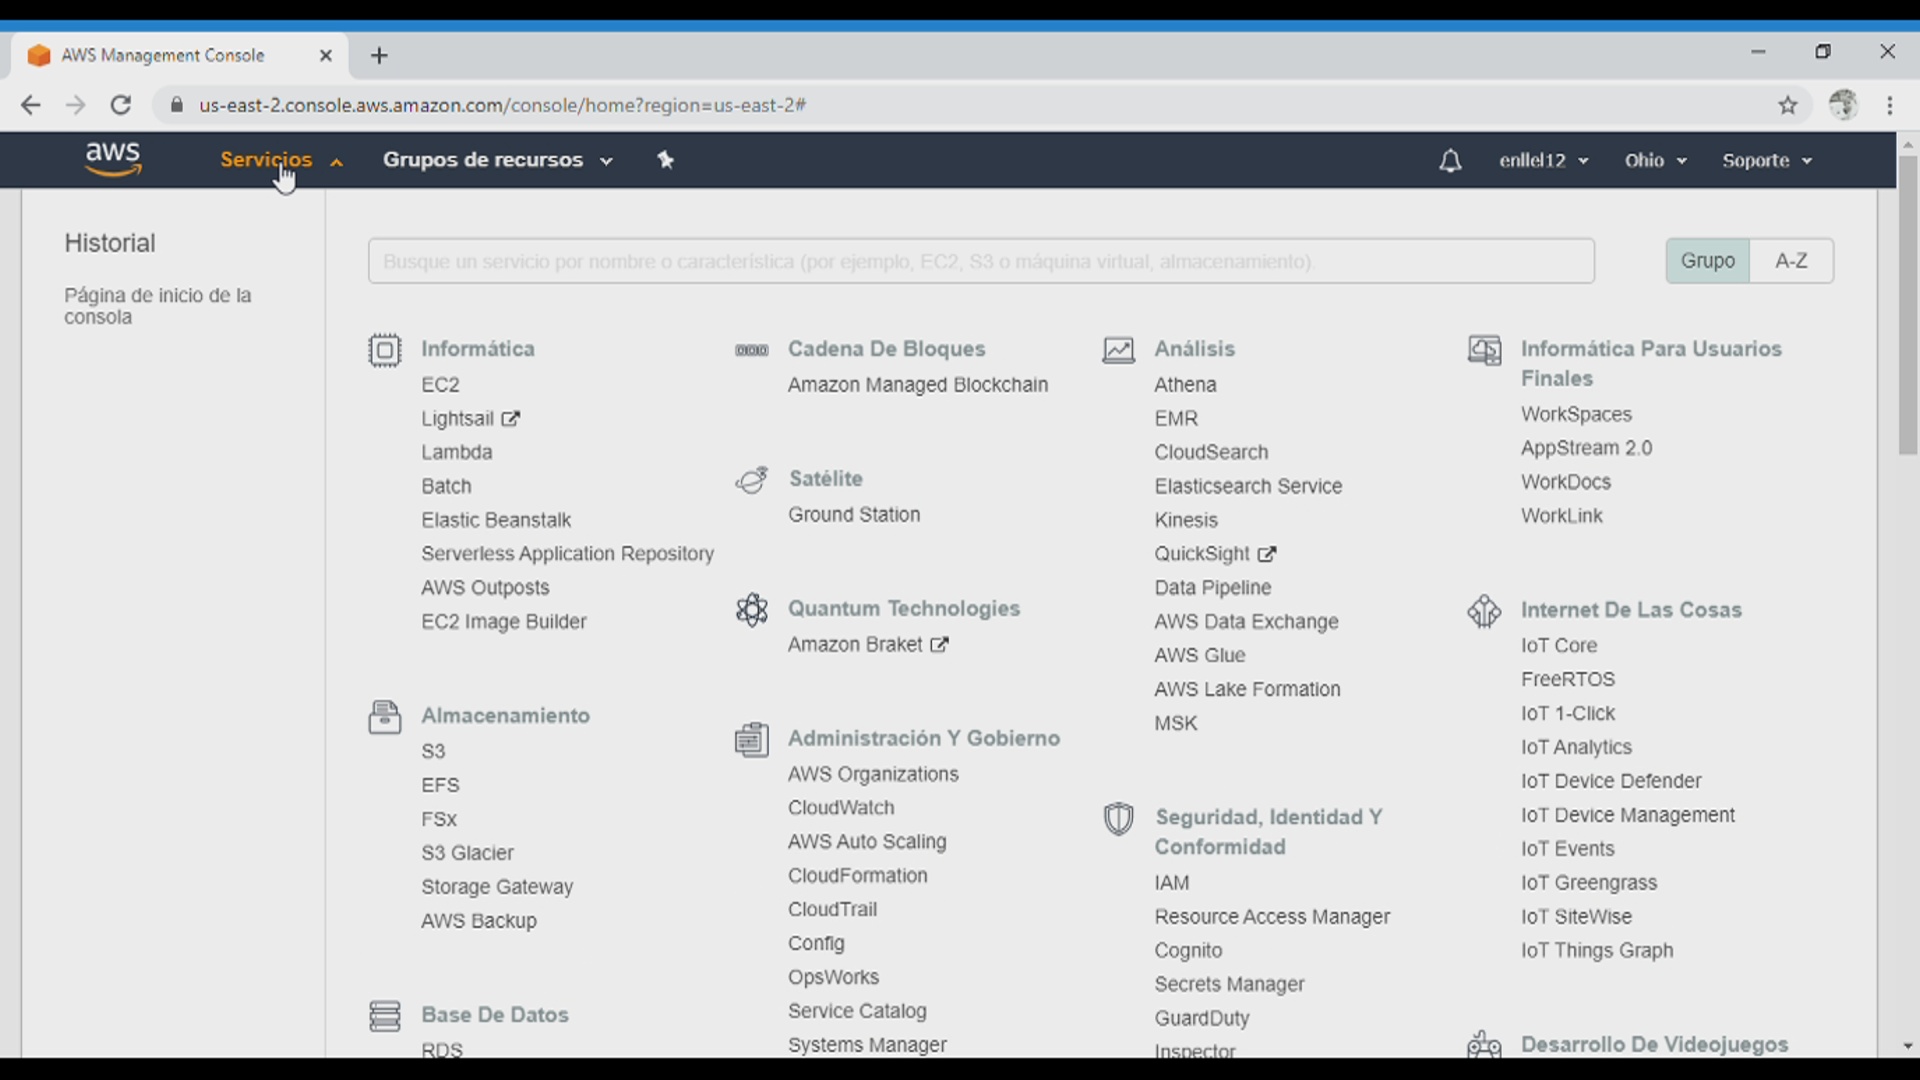 AWS Management Console
us-east-2.console.aws.amazon.com/console/home?region=us-east-2#
aws
Servicios
Grupos de recursos
enllel12
Ohio
Soporte
Historial
Página de inicio de la
consola
Busque un servicio por nombre o característica (por ejemplo, EC2, S3 o máquina virtual, almacenamiento).
Grupo
A-Z
Informática
EC2
Lightsail
Lambda
Batch
Elastic Beanstalk
Serverless Application Repository
AWS Outposts
EC2 Image Builder
Almacenamiento
S3
EFS
FSx
S3 Glacier
Storage Gateway
AWS Backup
Base De Datos
RDS
Cadena De Bloques
Amazon Managed Blockchain
Satélite
Ground Station
Quantum Technologies
Amazon Braket
Administración Y Gobierno
AWS Organizations
CloudWatch
AWS Auto Scaling
CloudFormation
CloudTrail
Config
OpsWorks
Service Catalog
Systems Manager
Análisis
Athena
EMR
CloudSearch
Elasticsearch Service
Kinesis
QuickSight
Data Pipeline
AWS Data Exchange
AWS Glue
AWS Lake Formation
MSK
Seguridad, Identidad Y
Conformidad
IAM
Resource Access Manager
Cognito
Secrets Manager
GuardDuty
Inspector
Informática Para Usuarios
Finales
WorkSpaces
AppStream 2.0
WorkDocs
WorkLink
Internet De Las Cosas
IoT Core
FreeRTOS
IoT 1-Click
IoT Analytics
IoT Device Defender
IoT Device Management
IoT Events
IoT Greengrass
IoT SiteWise
IoT Things Graph
Desarrollo De Videojuegos